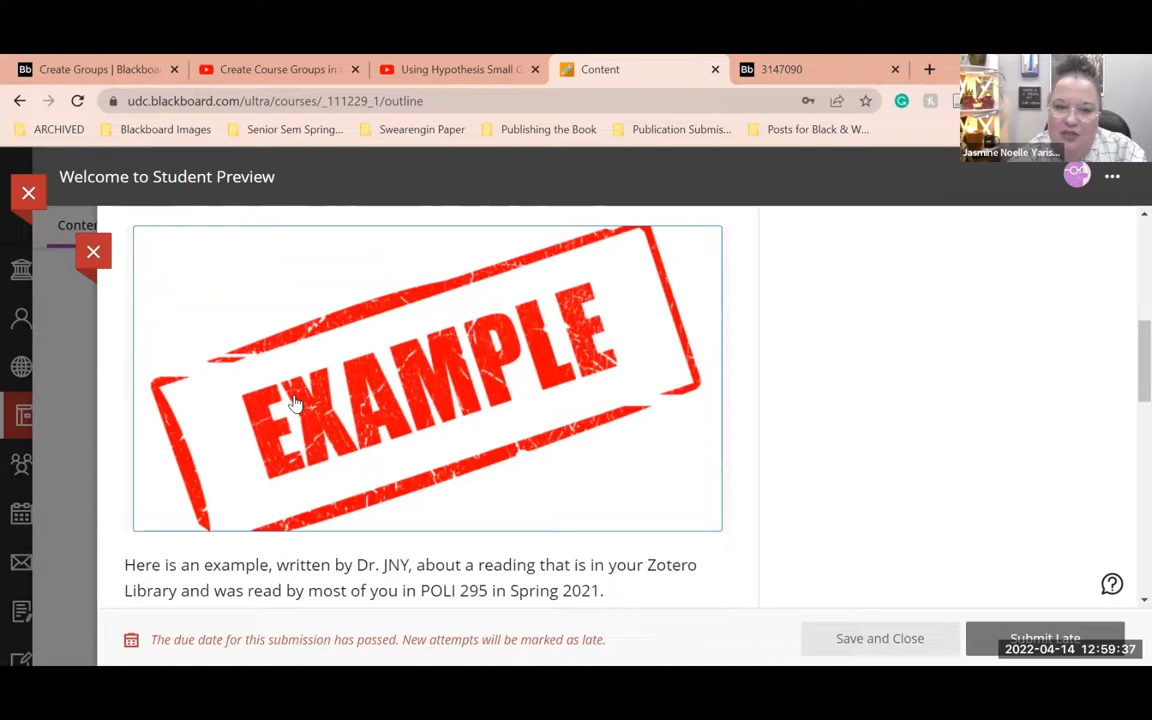 Create Groups | Blackboa
Create Course Groups in
Using Hypothesis Small G
Content
3147090
udc.blackboard.com/ultra/courses/_111229_1/outline
ARCHIVED
Blackboard Images
Senior Sem Spring...
Swearengin Paper
Publishing the Book
Publication Submis...
Posts for Black & W...
Jasmine Noelle Yaris...
Welcome to Student Preview
Conter
EXAMPLE
Here is an example, written by Dr. JNY, about a reading that is in your Zotero
Library and was read by most of you in POLI 295 in Spring 2021.
The due date for this submission has passed. New attempts will be marked as late.
Save and Close
Submit Late
2022-04-14 12:59:37